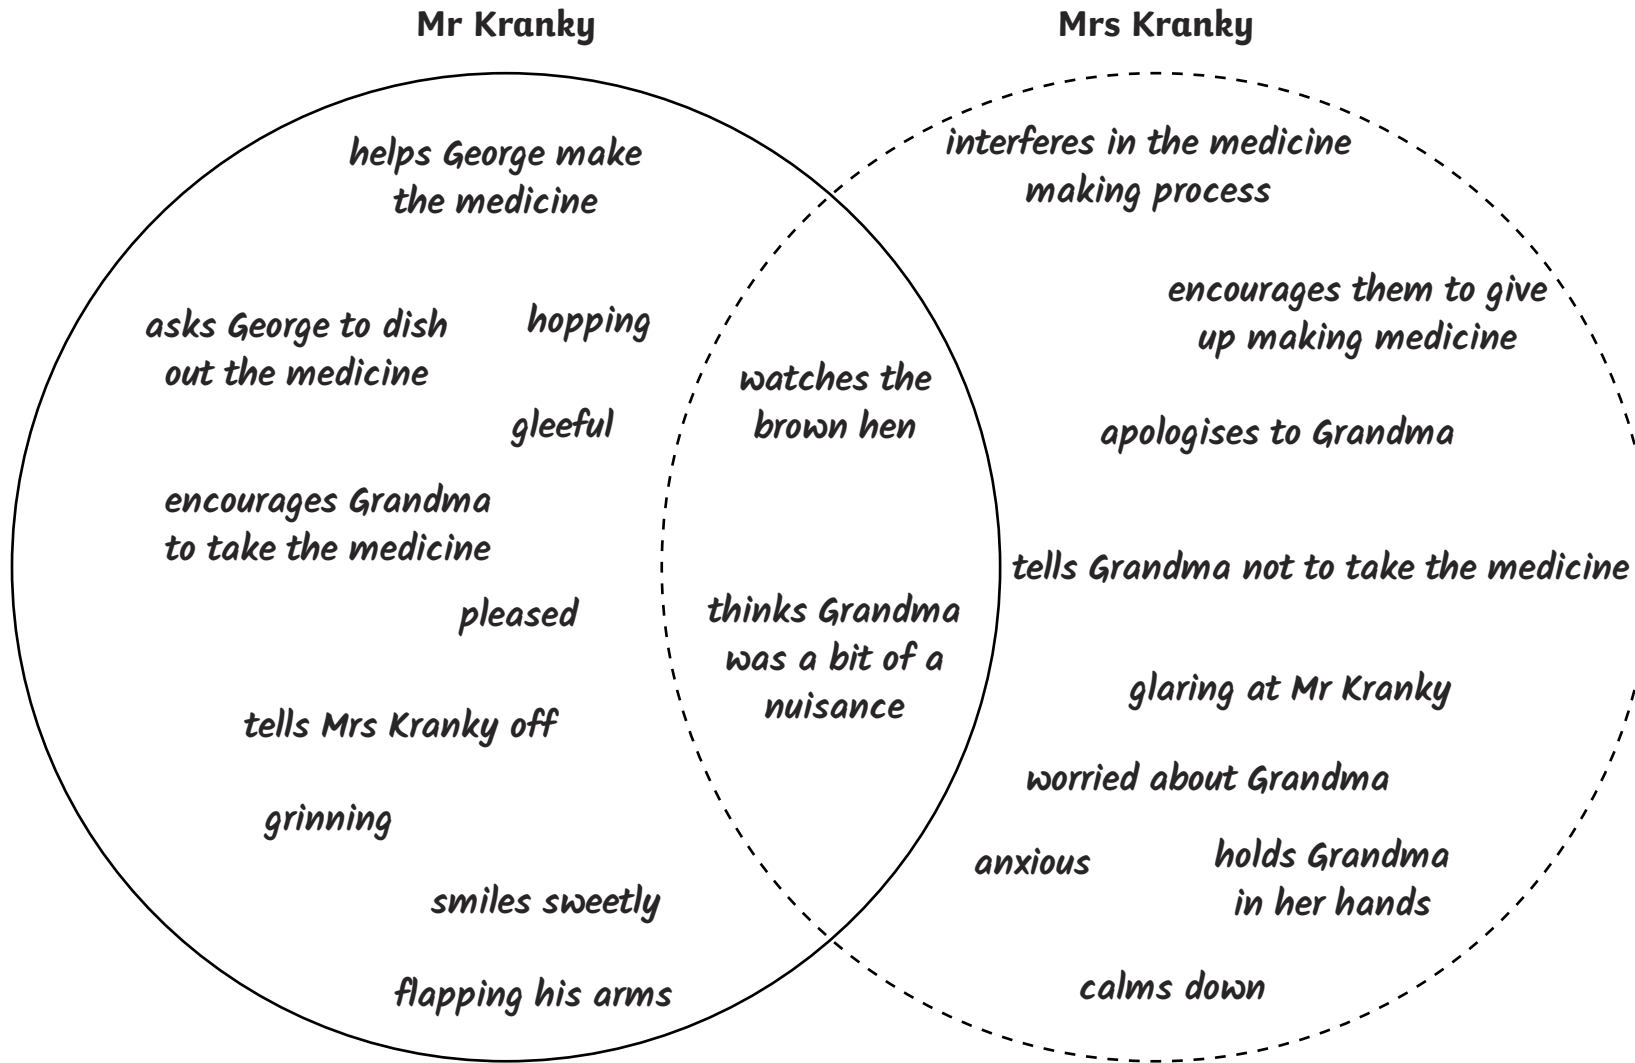 Mr Kranky
helps George make
the medicine
asks George to dish
out the medicine
hopping
gleeful
encourages Grandma
to take the medicine
pleased
tells Mrs Kranky off
grinning
smiles sweetly
flapping his arms
watches the
brown hen
thinks Grandma
was a bit of a
nuisance
Mrs Kranky
interferes in the medicine
making process
encourages them to give
up making medicine
apologises to Grandma
tells Grandma not to take the medicine
glaring at Mr Kranky
worried about Grandma
anxious
holds Grandma
in her hands
calms down